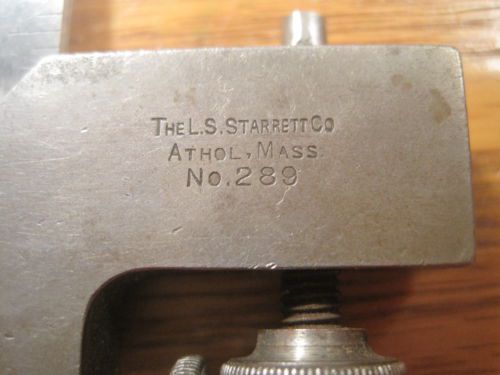 THE L.S. STARRETT CO
ATHOL, MASS.
NO. 289